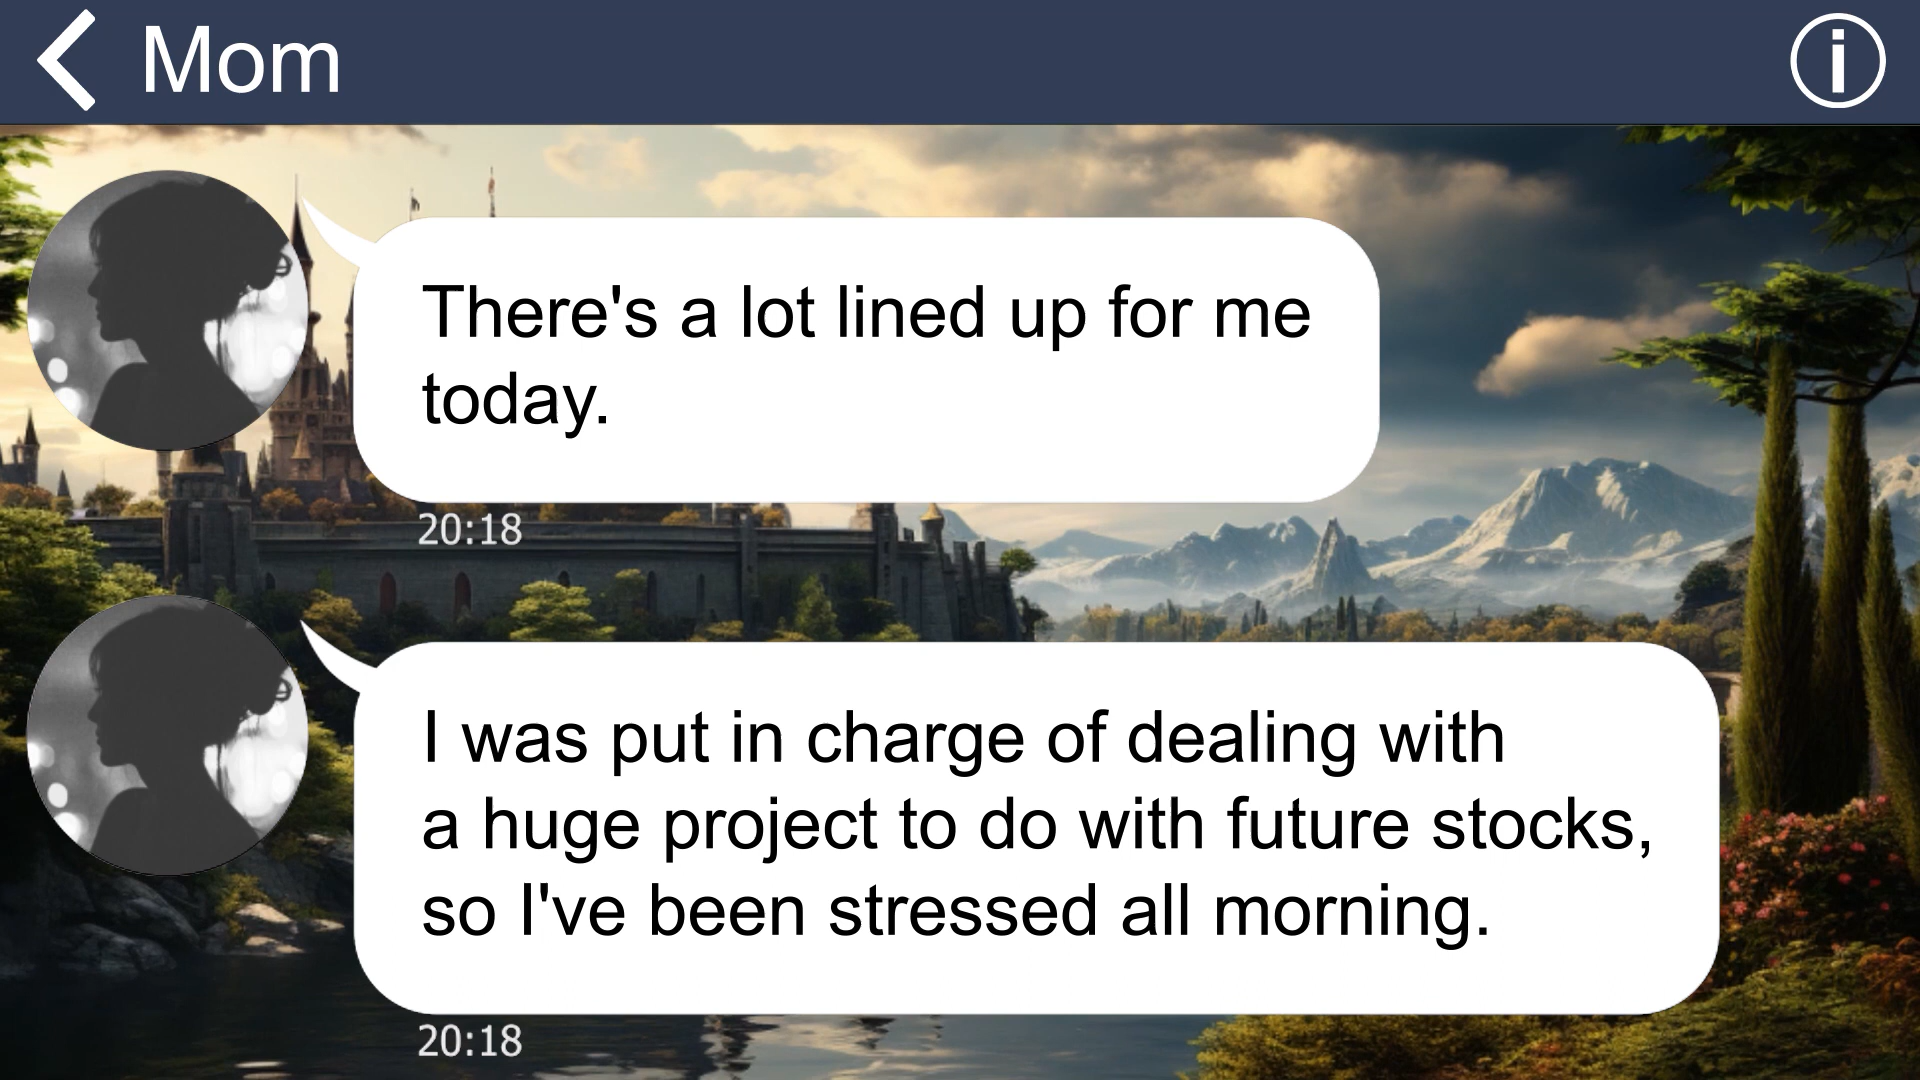 Mom
There's a lot lined up for me
today.
20:18
I was put in charge of dealing with
a huge project to do with future stocks,
so I've been stressed all morning.
20:18